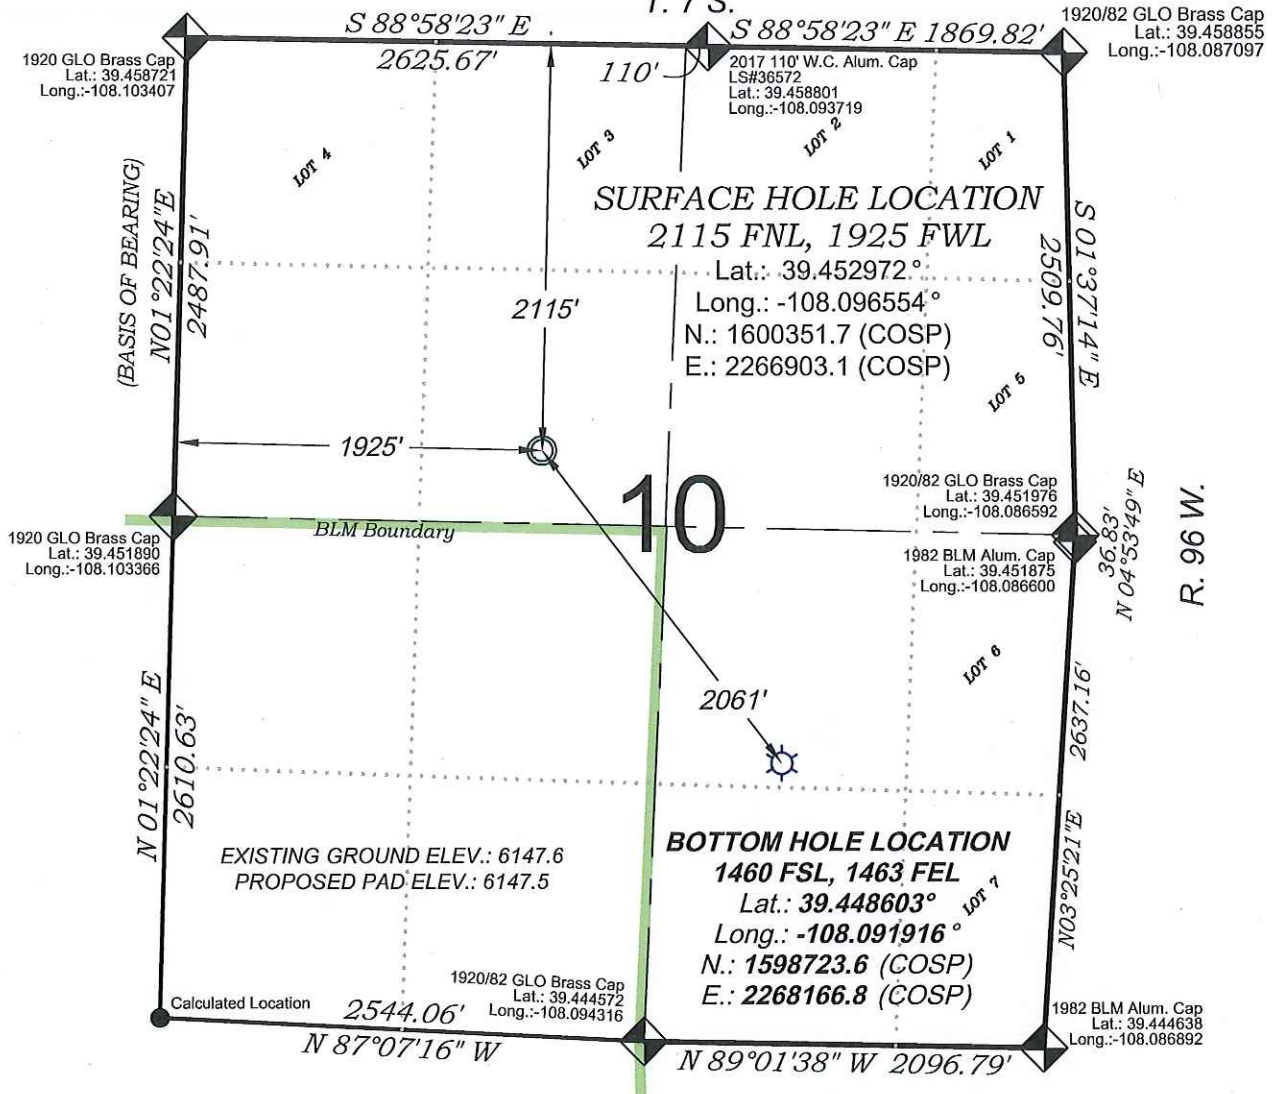 T. 7 S.
S 88°58'23" E
2625.67'
S 88°58'23" E 1869.82'
1920/82 GLO Brass Cap
Lat.: 39.458855
Long.:-108.087097
1920 GLO Brass Cap
Lat.: 39.458721
Long.:-108.103407
110'
2017 110' W.C. Alum. Cap
LS#36572
Lat.: 39.458801
Long.:-108.093719
LOT 4
LOT 3
LOT 2
LOT 1
(BASIS OF BEARING)
N01°22'24"E
2487.91'
SURFACE HOLE LOCATION
2115 FNL, 1925 FWL
Lat.: 39.452972°
Long.: -108.096554°
N.: 1600351.7 (COSP)
E.: 2266903.1 (COSP)
S 01°37'14" E
2509.76'
2115'
LOT 5
1925'
10
1920/82 GLO Brass Cap
Lat.: 39.451976
Long.:-108.086592
BLM Boundary
1920 GLO Brass Cap
Lat.: 39.451890
Long.:-108.103366
1982 BLM Alum. Cap
Lat.: 39.451875
Long.:-108.086600
36.83'
N 04°53'49" E
R. 96 W.
LOT 6
2061'
N 01°22'24" E
2610.63'
2637.16'
N03°25'21"E
EXISTING GROUND ELEV.: 6147.6
PROPOSED PAD ELEV.: 6147.5
BOTTOM HOLE LOCATION
1460 FSL, 1463 FEL
Lat.: 39.448603°
Long.: -108.091916°
N.: 1598723.6 (COSP)
E.: 2268166.8 (COSP)
LOT 7
1920/82 GLO Brass Cap
Lat.: 39.444572
Long.:-108.094316
Calculated Location
2544.06'
N 87°07'16" W
N 89°01'38" W 2096.79'
1982 BLM Alum. Cap
Lat.: 39.444638
Long.:-108.086892